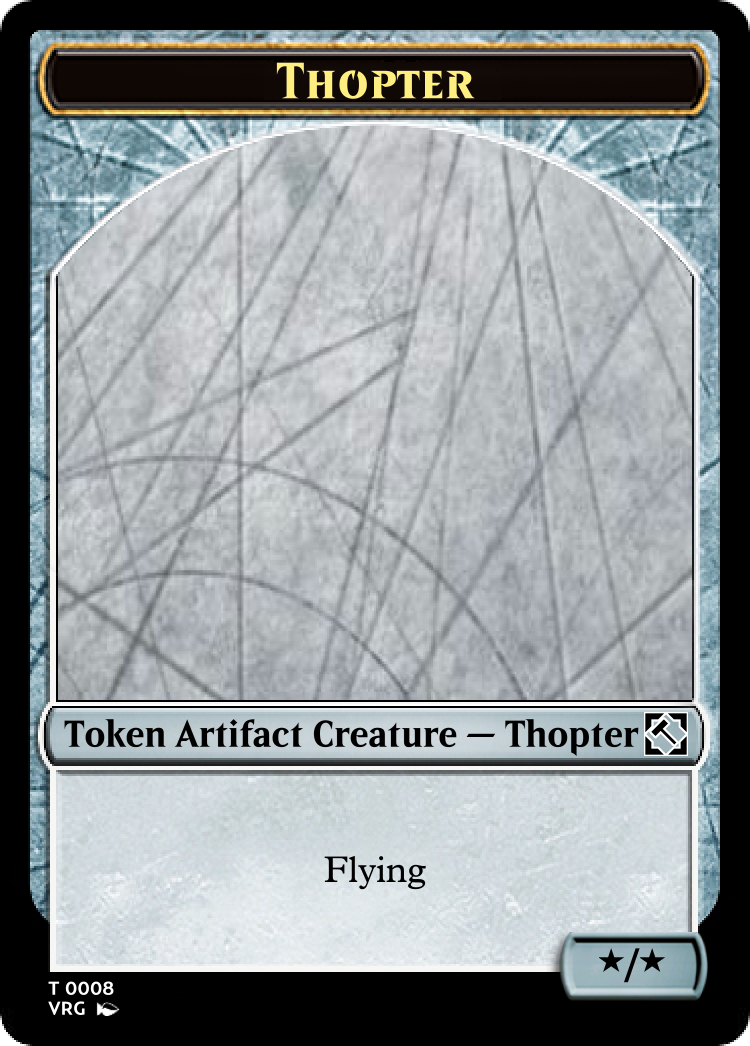 Thopter
Token Artifact Creature — Thopter
Flying
★/★
T 0008
VRG